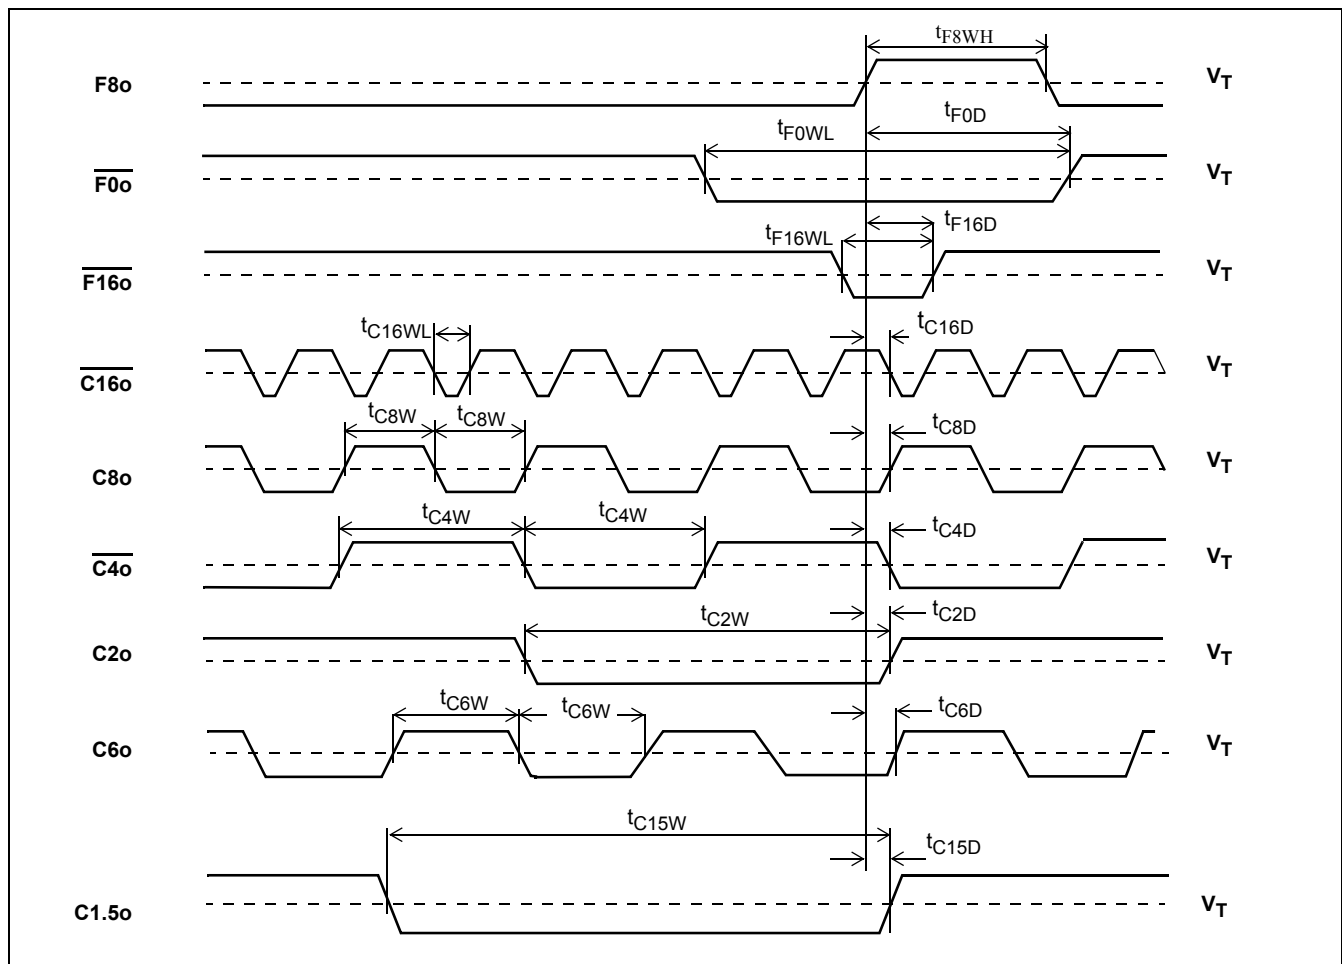 tF8WH
F8o VT
tF0D
tF0WL
F0o VT
tF16D
tF16WL
F16o VT
tC16WL tC16D
C16o VT
tC8W tC8W tC8D
C8o VT
tC4W tC4W tC4D
C4o VT
tC2W tC2D
C2o VT
tC6W tC6W tC6D
C6o VT
tC15W tC15D
C1.5o VT